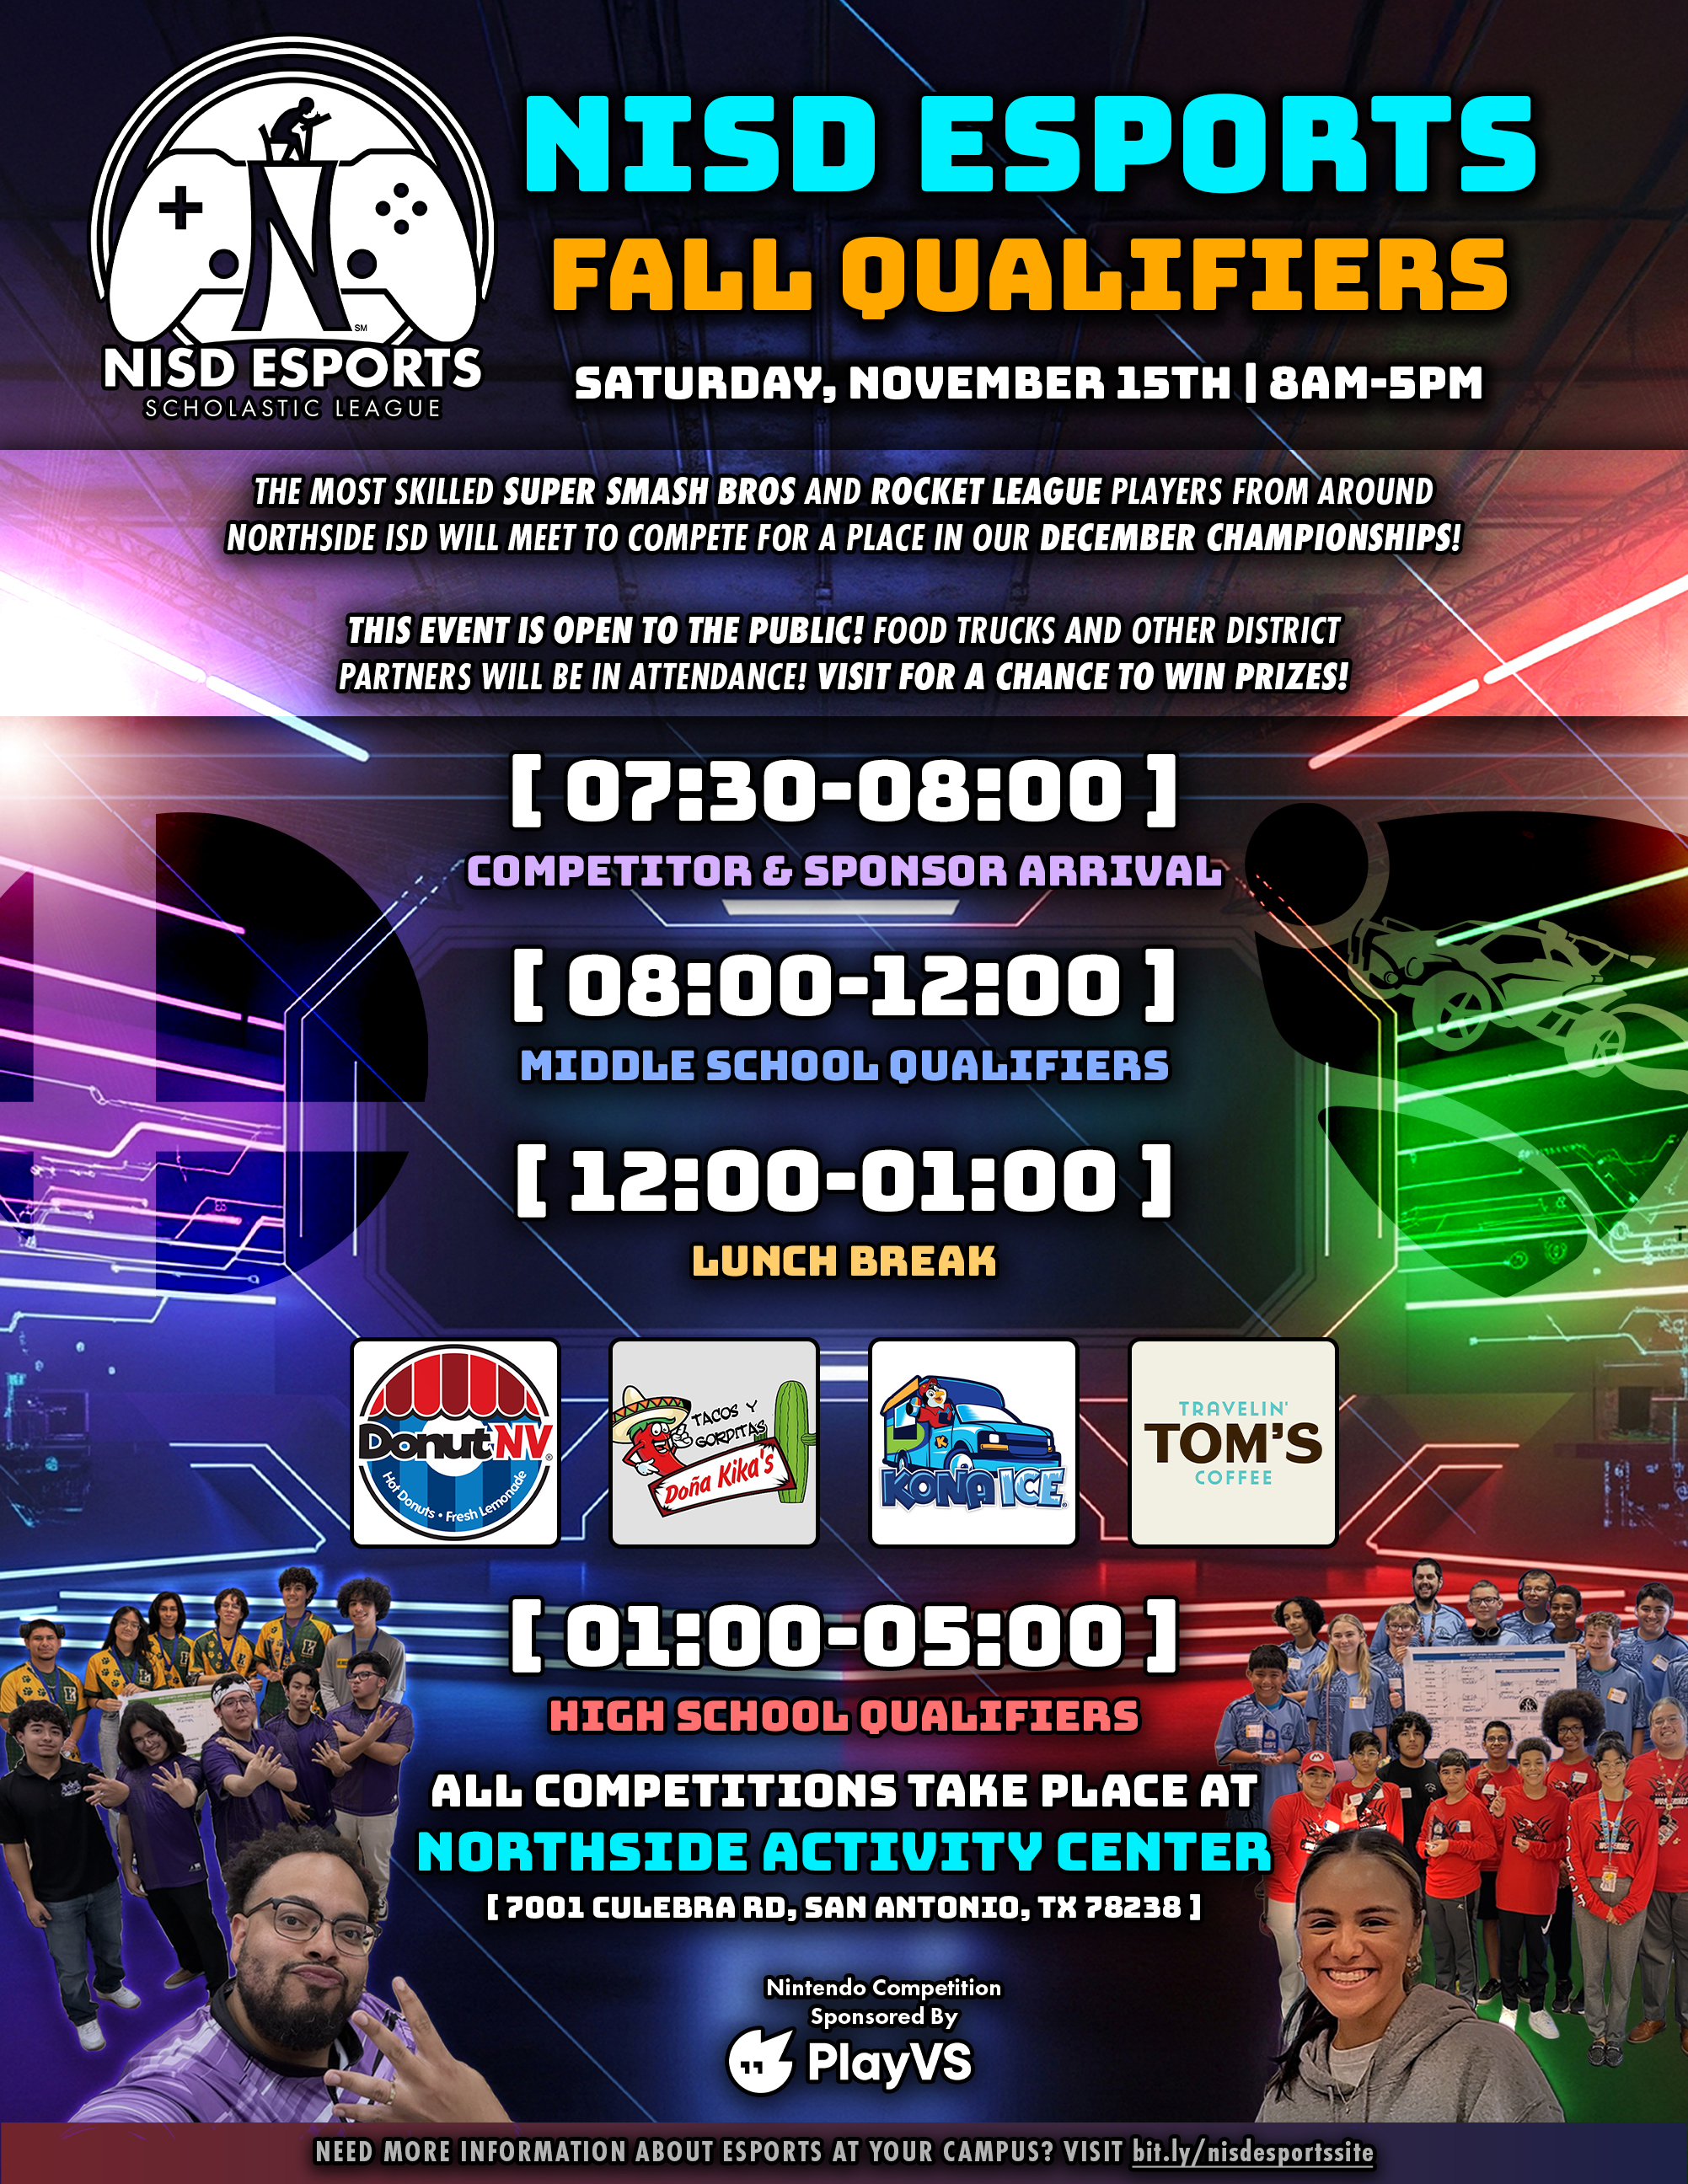 NISD ESPORTS
SCHOLASTIC LEAGUE
SM
NISD ESPORTS
FALL QUALIFIERS
SATURDAY, NOVEMBER 15TH | 8AM-5PM
THE MOST SKILLED SUPER SMASH BROS AND ROCKET LEAGUE PLAYERS FROM AROUND
NORTHSIDE ISD WILL MEET TO COMPETE FOR A PLACE IN OUR DECEMBER CHAMPIONSHIPS!
THIS EVENT IS OPEN TO THE PUBLIC! FOOD TRUCKS AND OTHER DISTRICT
PARTNERS WILL BE IN ATTENDANCE! VISIT FOR A CHANCE TO WIN PRIZES!
[ 07:30-08:00 ]
COMPETITOR & SPONSOR ARRIVAL
[ 08:00-12:00 ]
MIDDLE SCHOOL QUALIFIERS
[ 12:00-01:00 ]
LUNCH BREAK
DonutNV®
Hot Donuts • Fresh Lemonade
TACOS Y
GORDITAS
Doña Kika's
K
KONA ICE
TRAVELIN'
TOM'S
COFFEE
[ 01:00-05:00 ]
HIGH SCHOOL QUALIFIERS
ALL COMPETITIONS TAKE PLACE AT
NORTHSIDE ACTIVITY CENTER
[ 7001 CULEBRA RD, SAN ANTONIO, TX 78238 ]
Nintendo Competition
Sponsored By
PlayVS
NEED MORE INFORMATION ABOUT ESPORTS AT YOUR CAMPUS? VISIT bit.ly/nisdesportssite